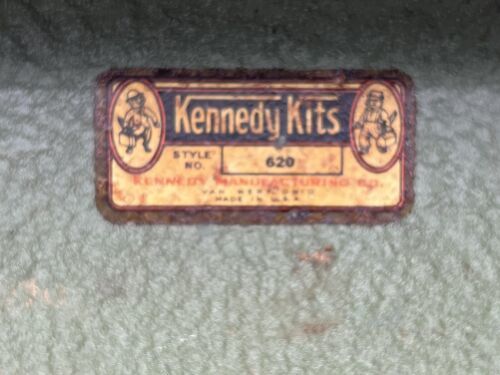 Kennedy Kits
STYLE NO. 620
KENNEDY MANUFACTURING CO.
VAN WERT, OHIO
MADE IN U.S.A.